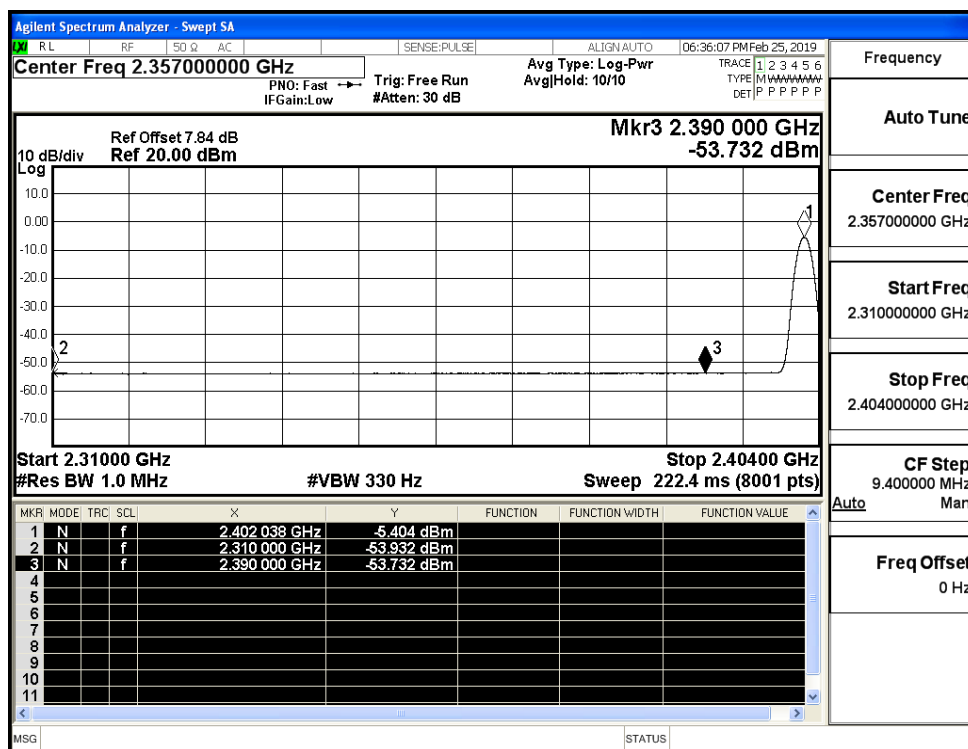 Agilent Spectrum Analyzer - Swept SA
LXI RL RF 50 Ω AC SENSE:PULSE ALIGNAUTO 06:36:07 PM Feb 25, 2019
Center Freq 2.357000000 GHz
PNO: Fast
IFGain:Low
Trig: Free Run
#Atten: 30 dB
Avg Type: Log-Pwr
Avg|Hold: 10/10
TRACE 1 2 3 4 5 6
TYPE M W W W W W
DET P P P P P P
Mkr3 2.390 000 GHz
-53.732 dBm
Ref Offset 7.84 dB
10 dB/div Ref 20.00 dBm
Log
10.0
0.00
-10.0
-20.0
-30.0
-40.0
-50.0
-60.0
-70.0
1
2
3
Start 2.31000 GHz Stop 2.40400 GHz
#Res BW 1.0 MHz #VBW 330 Hz Sweep 222.4 ms (8001 pts)
MKR MODE TRC SCL X Y FUNCTION FUNCTION WIDTH FUNCTION VALUE
1 N f 2.402 038 GHz -5.404 dBm
2 N f 2.310 000 GHz -53.932 dBm
3 N f 2.390 000 GHz -53.732 dBm
4
5
6
7
8
9
10
11
MSG STATUS
Frequency
Auto Tune
Center Freq
2.357000000 GHz
Start Freq
2.310000000 GHz
Stop Freq
2.404000000 GHz
CF Step
9.400000 MHz
Auto Man
Freq Offset
0 Hz